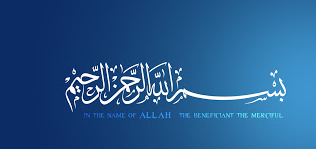 بسم الله الرحمن الرحيم
IN THE NAME OF ALLAH THE BENEFICIANT THE MERCIFUL